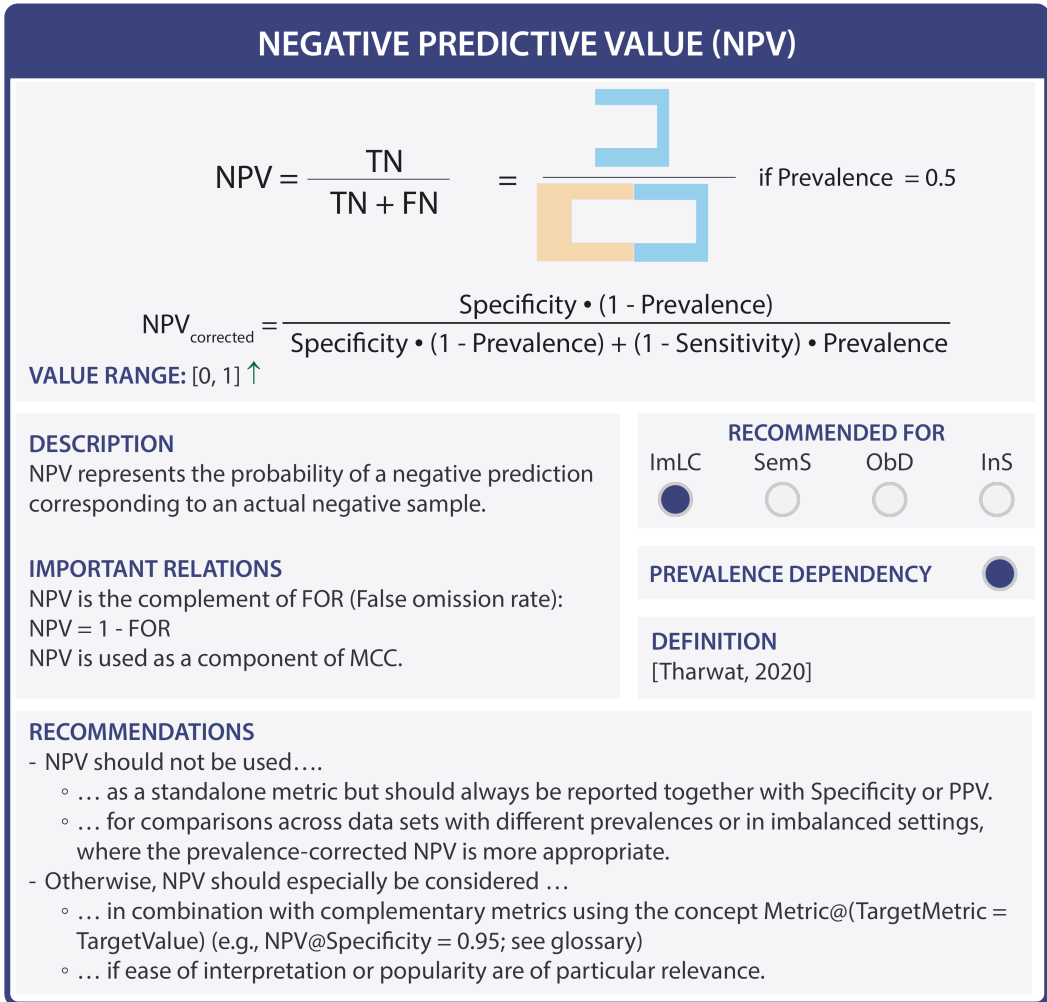 NEGATIVE PREDICTIVE VALUE (NPV)
NPV = TN / TN + FN = if Prevalence = 0.5
NPVcorrected = Specificity • (1 - Prevalence) / Specificity • (1 - Prevalence) + (1 - Sensitivity) • Prevalence
VALUE RANGE: [0, 1] ↑
DESCRIPTION
NPV represents the probability of a negative prediction
corresponding to an actual negative sample.
IMPORTANT RELATIONS
NPV is the complement of FOR (False omission rate):
NPV = 1 - FOR
NPV is used as a component of MCC.
RECOMMENDED FOR
ImLC SemS ObD InS
PREVALENCE DEPENDENCY
DEFINITION
[Tharwat, 2020]
RECOMMENDATIONS
- NPV should not be used….
◦ … as a standalone metric but should always be reported together with Specificity or PPV.
◦ … for comparisons across data sets with different prevalences or in imbalanced settings,
where the prevalence-corrected NPV is more appropriate.
- Otherwise, NPV should especially be considered …
◦ … in combination with complementary metrics using the concept Metric@(TargetMetric =
TargetValue) (e.g., NPV@Specificity = 0.95; see glossary)
◦ … if ease of interpretation or popularity are of particular relevance.